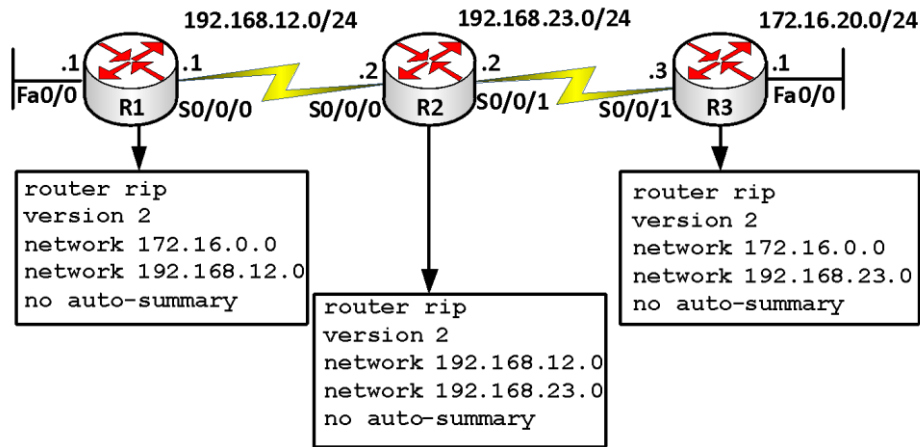 192.168.12.0/24
192.168.23.0/24
172.16.20.0/24
.1
.1
.2
.2
.3
.1
Fa0/0
R1
S0/0/0
S0/0/0
R2
S0/0/1
S0/0/1
R3
Fa0/0
router rip
version 2
network 172.16.0.0
network 192.168.12.0
no auto-summary
router rip
version 2
network 192.168.12.0
network 192.168.23.0
no auto-summary
router rip
version 2
network 172.16.0.0
network 192.168.23.0
no auto-summary